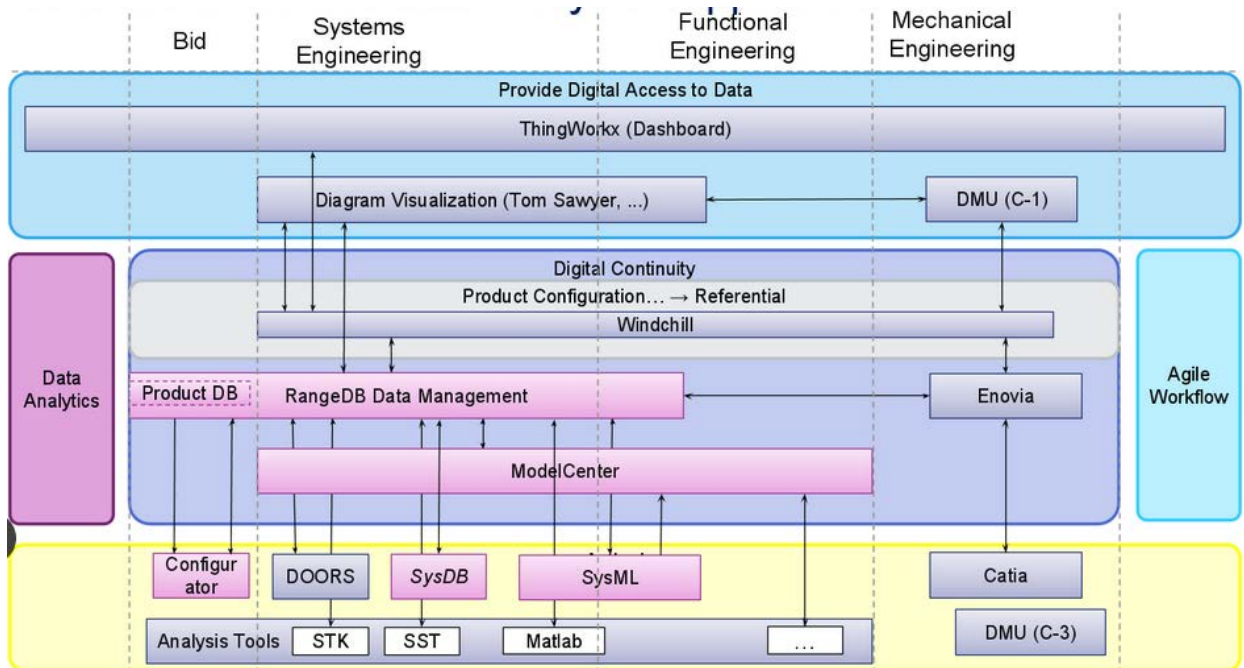 Bid
Systems
Engineering
Functional
Engineering
Mechanical
Engineering
Provide Digital Access to Data
ThingWorkx (Dashboard)
Diagram Visualization (Tom Sawyer, ...)
DMU (C-1)
Digital Continuity
Product Configuration... → Referential
Windchill
Data
Analytics
Product DB
RangeDB Data Management
Enovia
Agile
Workflow
ModelCenter
Configur
ator
DOORS
SysDB
SysML
Catia
Analysis Tools
STK
SST
Matlab
...
DMU (C-3)